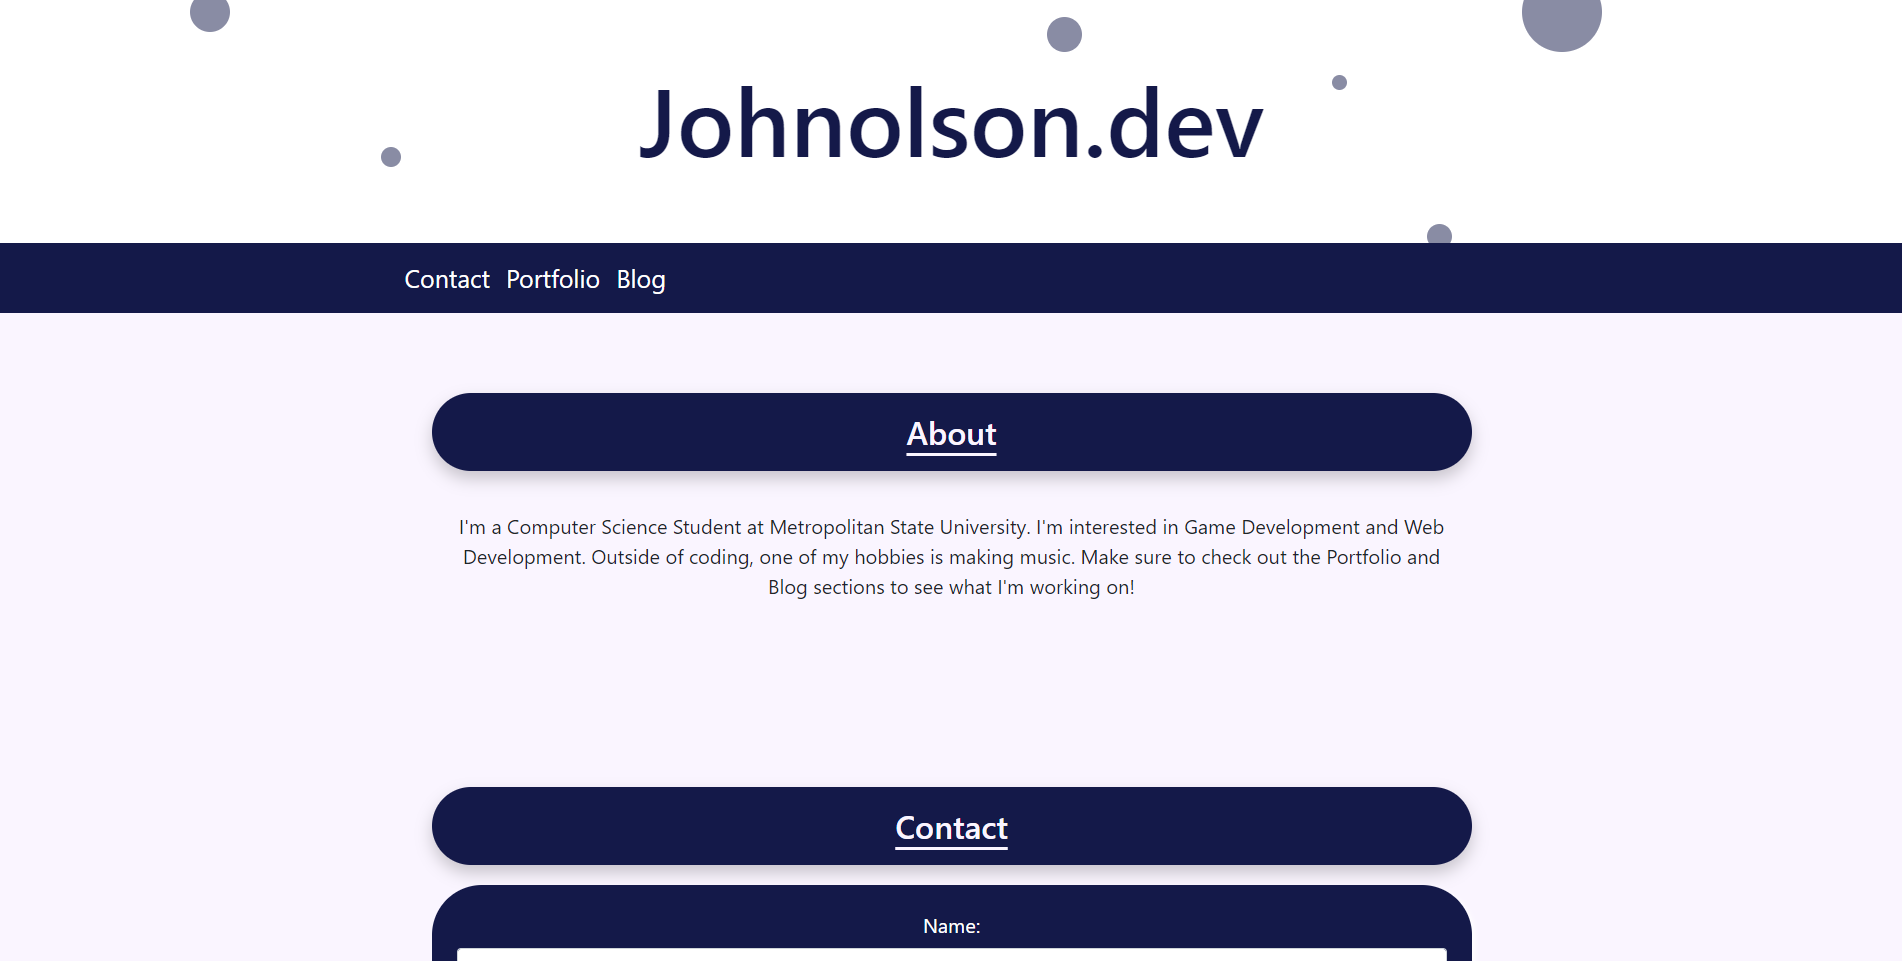 Johnolson.dev
Contact Portfolio Blog
About
I'm a Computer Science Student at Metropolitan State University. I'm interested in Game Development and Web
Development. Outside of coding, one of my hobbies is making music. Make sure to check out the Portfolio and
Blog sections to see what I'm working on!
Contact
Name: